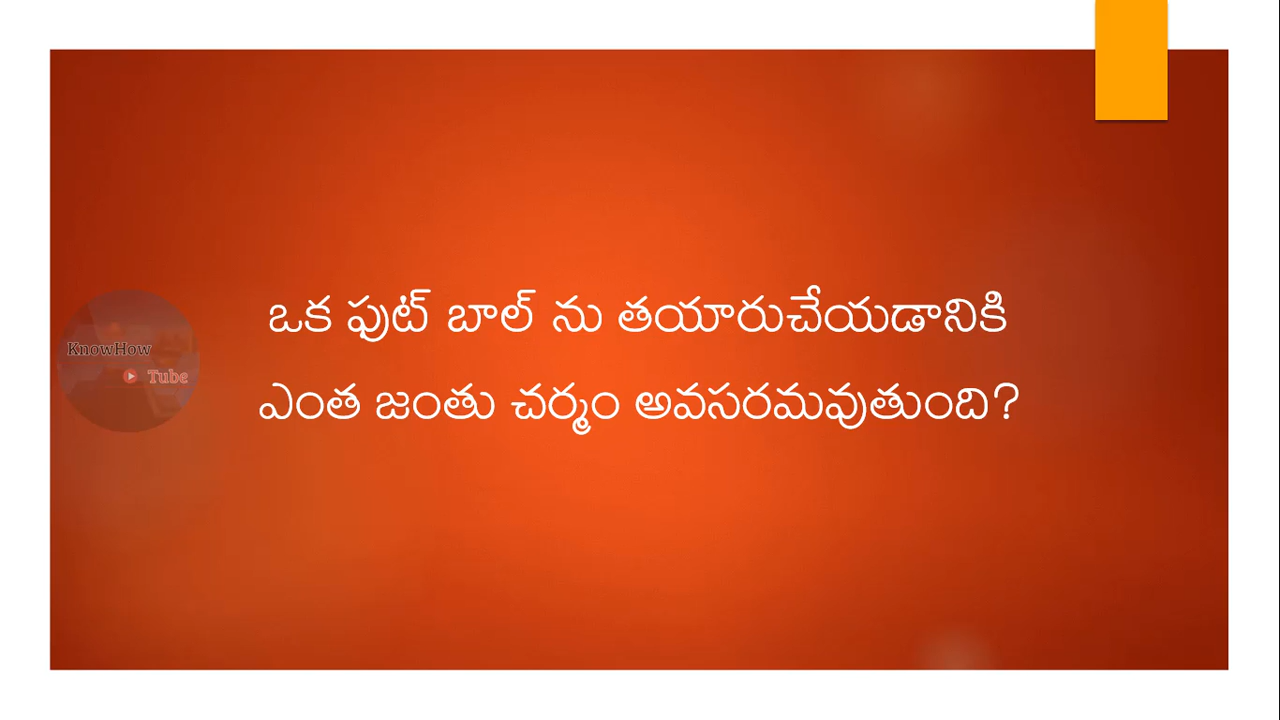 ఒక ఫుట్ బాల్ ను తయారుచేయడానికి
ఎంత జంతు చర్మం అవసరమవుతుంది?
KnowHow
Tube